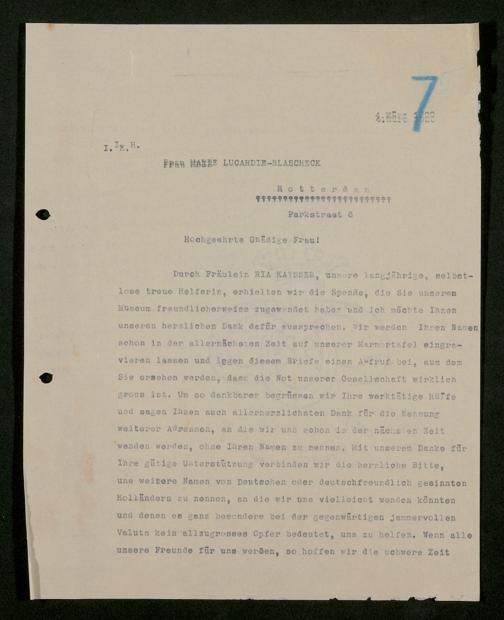 7
März
I.I.M.
Frau LUCARDIE-BLASCHECK
Rotterdam
Parkstraat 6
Hochgeehrte Gnädige Frau!
Durch Fräulein RIA KAYSSER, unsere langjährige, selbst-
lose treue Helferin, erhielten wir die Spende, die Sie unserem
Museum freundlicherweise zugewendet haben und ich möchte Ihnen
unseren herzlichen Dank dafür aussprechen. Wir werden Ihren Namen
schon in der allernächsten Zeit auf unserer Marmortafel eingra-
vieren lassen und legen diesem Briefe einen Aufruf bei, aus dem
Sie ersehen werden, dass die Not unserer Gesellschaft wirklich
gross ist. Um so dankbarer begrüssen wir Ihre werktätige Hülfe
und sagen Ihnen auch allerherzlichsten Dank für die Nennung
weiterer Adressen, an die wir uns schon in der nächsten Zeit
wenden werden, ohne Ihren Namen zu nennen. Mit unserem Danke für
Ihre gütige Unterstützung verbinden wir die herzliche Bitte,
uns weitere Namen von Deutschen oder deutschfreundlich gesinnten
Holländern zu nennen, an die wir uns vielleicht wenden könnten
und denen es ganz besonders bei der gegenwärtigen jammervollen
Valuta kein allzugrosses Opfer bedeutet, uns zu helfen. Wenn alle
unsere Freunde für uns werben, so hoffen wir die schwere Zeit